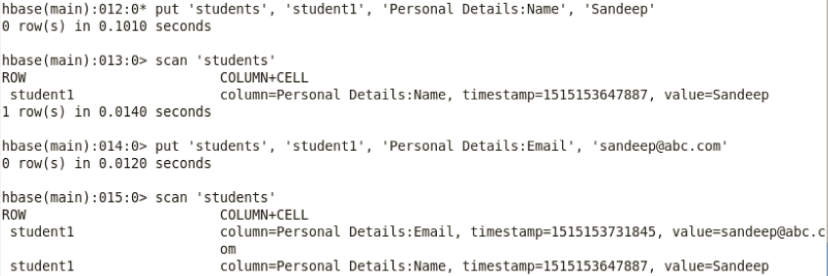 hbase(main):012:0* put 'students', 'student1', 'Personal Details:Name', 'Sandeep'
0 row(s) in 0.1010 seconds
hbase(main):013:0> scan 'students'
ROW COLUMN+CELL
student1 column=Personal Details:Name, timestamp=1515153647887, value=Sandeep
1 row(s) in 0.0140 seconds
hbase(main):014:0> put 'students', 'student1', 'Personal Details:Email', 'sandeep@abc.com'
0 row(s) in 0.0120 seconds
hbase(main):015:0> scan 'students'
ROW COLUMN+CELL
student1 column=Personal Details:Email, timestamp=1515153731845, value=sandeep@abc.c
om
student1 column=Personal Details:Name, timestamp=1515153647887, value=Sandeep